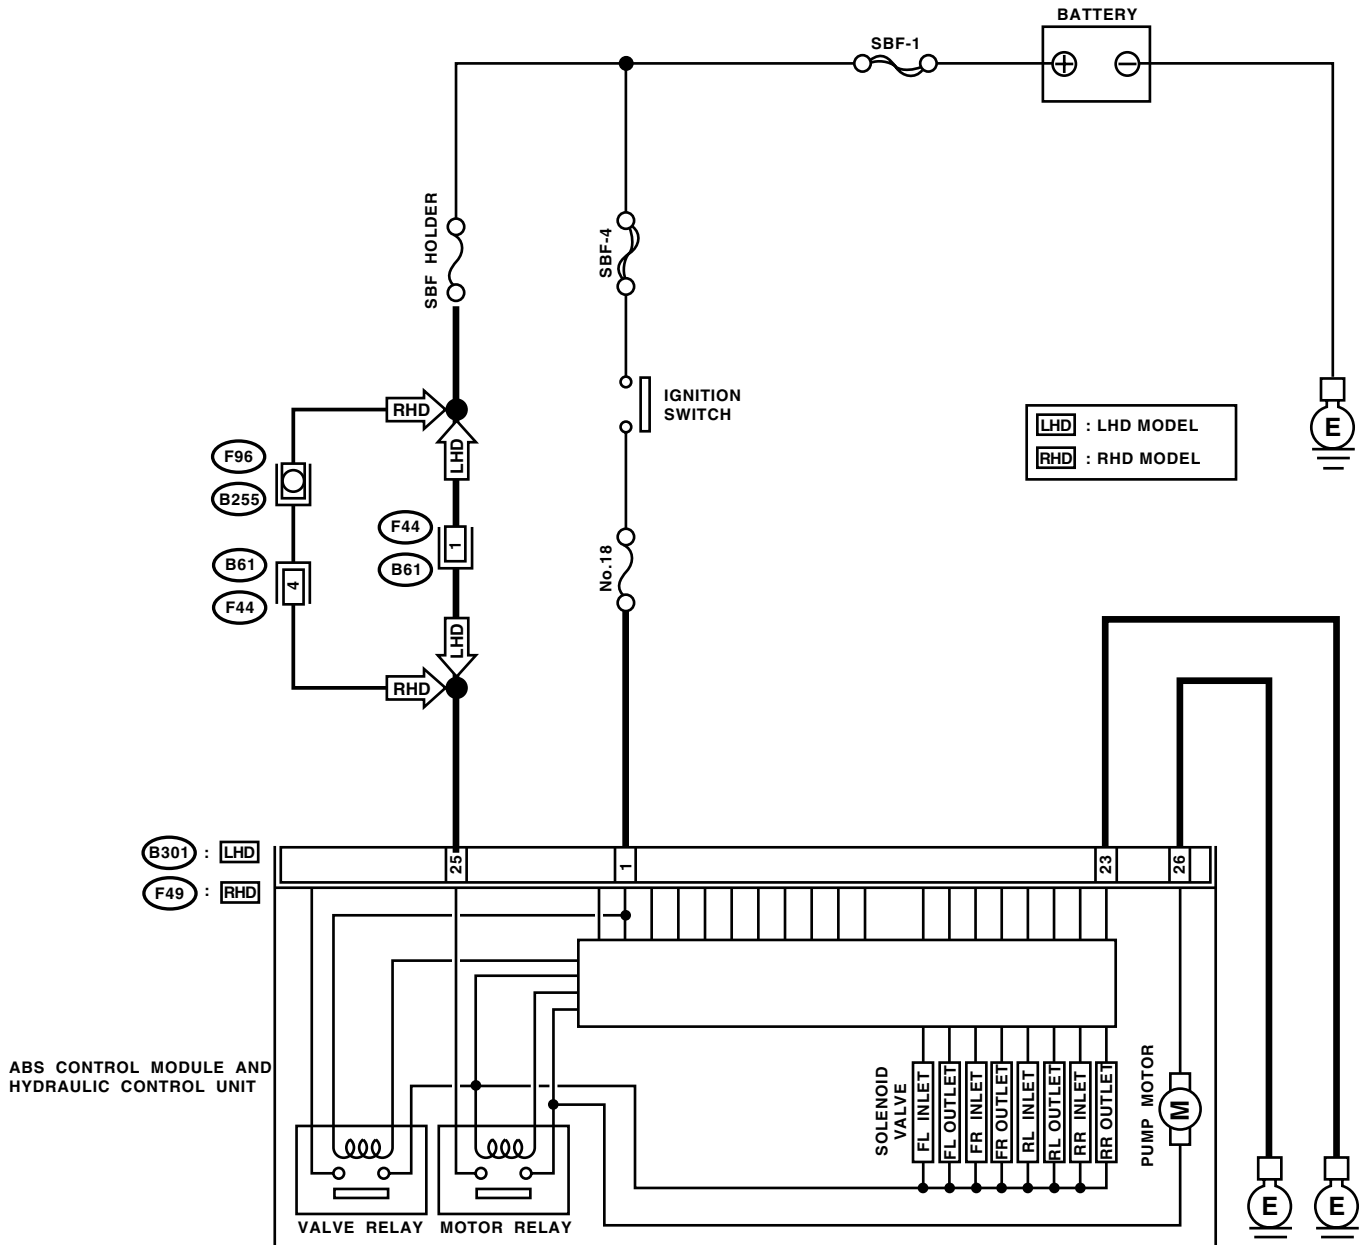 BATTERY
SBF-1
SBF HOLDER
SBF-4
IGNITION
SWITCH
LHD : LHD MODEL
RHD : RHD MODEL
E
RHD
LHD
F96
B255
F44
1
B61
B61
4
F44
No.18
LHD
RHD
B301 : LHD
F49 : RHD
25
1
23
26
ABS CONTROL MODULE AND
HYDRAULIC CONTROL UNIT
SOLENOID
VALVE
FL INLET
FL OUTLET
FR INLET
FR OUTLET
RL INLET
RL OUTLET
RR INLET
RR OUTLET
PUMP MOTOR
M
E
E
VALVE RELAY
MOTOR RELAY